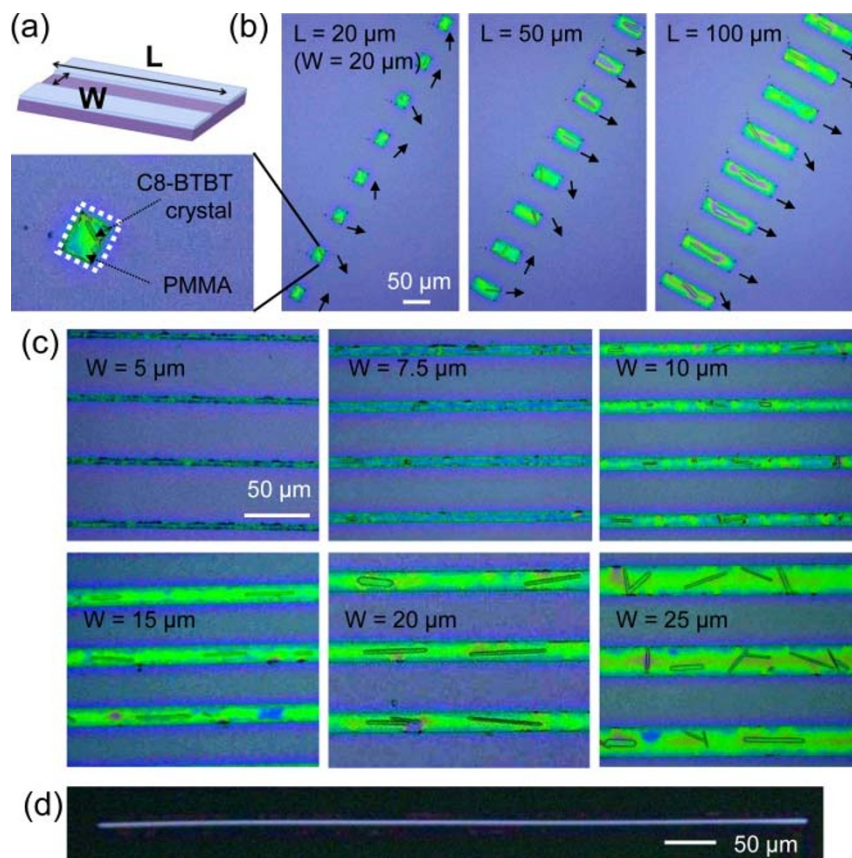 (a)
L
W
C8-BTBT
crystal
PMMA
(b)
L = 20 µm
(W = 20 µm)
50 µm
L = 50 µm
L = 100 µm
(c)
W = 5 µm
50 µm
W = 7.5 µm
W = 10 µm
W = 15 µm
W = 20 µm
W = 25 µm
(d)
50 µm